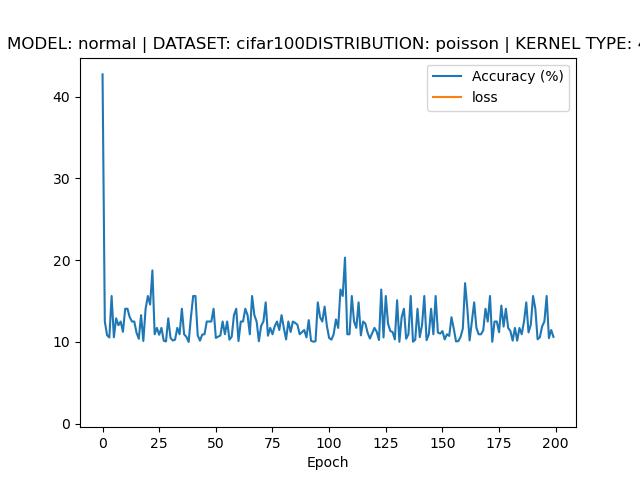 MODEL: normal | DATASET: cifar100DISTRIBUTION: poisson | KERNEL TYPE:
Accuracy (%)
loss
40
30
20
10
0
0 25 50 75 100 125 150 175 200
Epoch